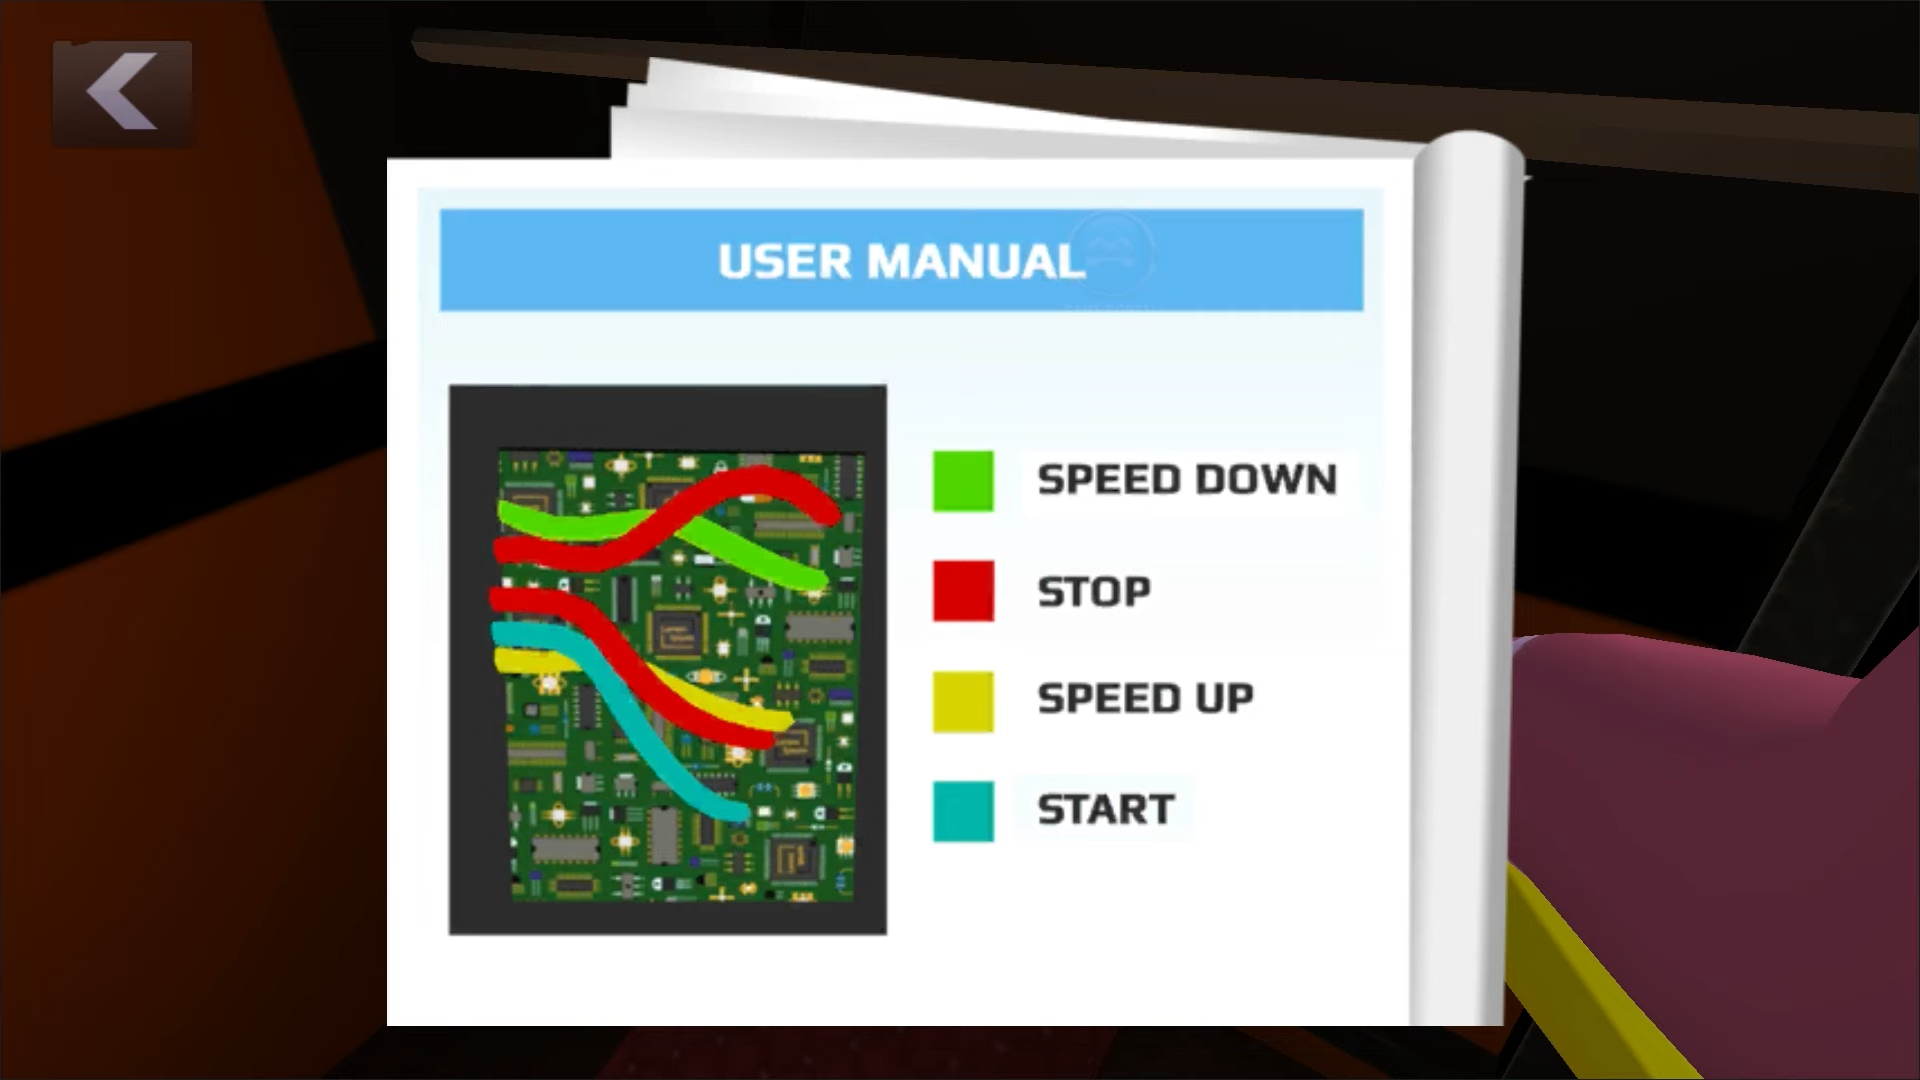 USER MANUAL
SPEED DOWN
STOP
SPEED UP
START